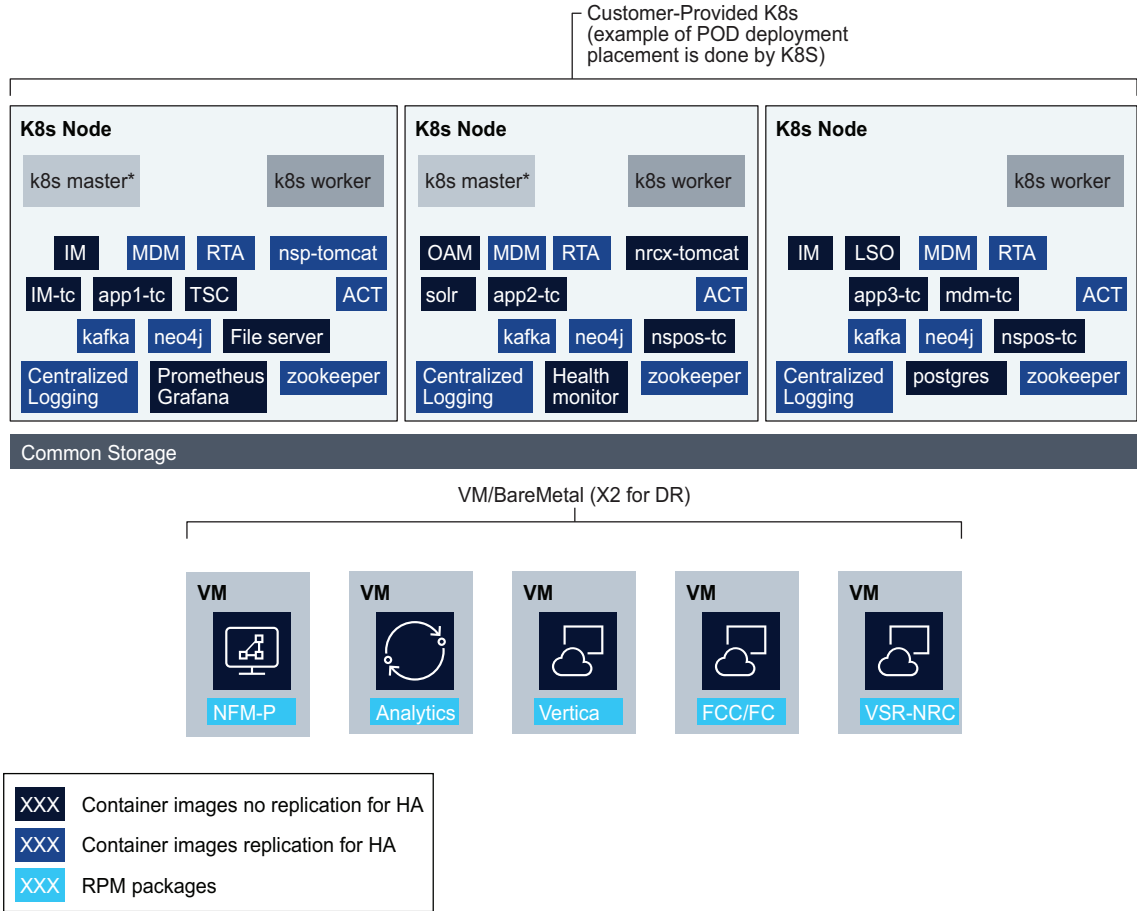 Customer-Provided K8s
(example of POD deployment
placement is done by K8S)
K8s Node
k8s master*
k8s worker
IM
MDM
RTA
nsp-tomcat
IM-tc
app1-tc
TSC
ACT
kafka
neo4j
File server
Centralized
Logging
Prometheus
Grafana
zookeeper
K8s Node
k8s master*
k8s worker
OAM
MDM
RTA
nrcx-tomcat
solr
app2-tc
ACT
kafka
neo4j
nspos-tc
Centralized
Logging
Health
monitor
zookeeper
K8s Node
k8s worker
IM
LSO
MDM
RTA
app3-tc
mdm-tc
ACT
kafka
neo4j
nspos-tc
Centralized
Logging
postgres
zookeeper
Common Storage
VM/BareMetal (X2 for DR)
VM
NFM-P
VM
Analytics
VM
Vertica
VM
FCC/FC
VM
VSR-NRC
XXX Container images no replication for HA
XXX Container images replication for HA
XXX RPM packages